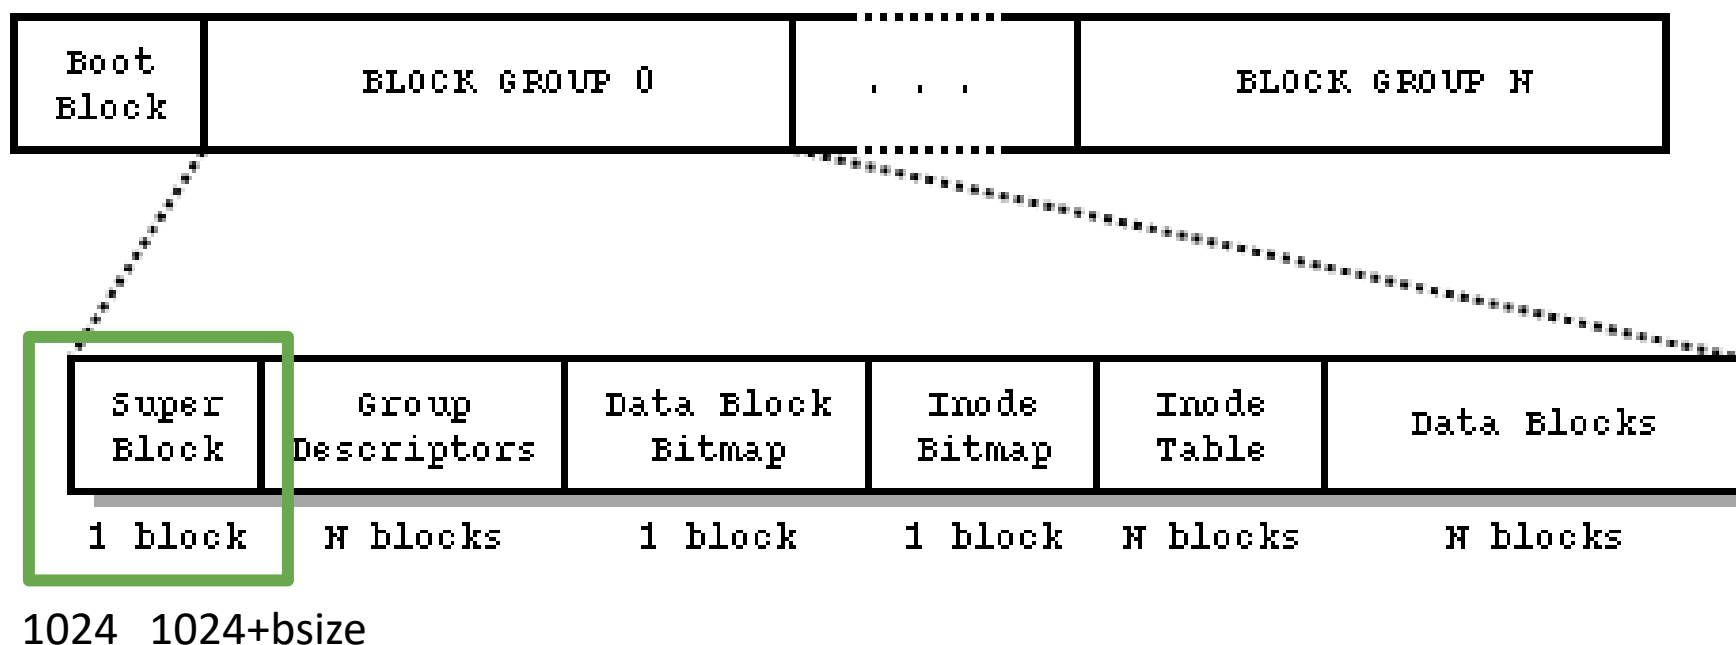 Boot
Block
BLOCK GROUP 0
. . .
BLOCK GROUP N
Super
Block
Group
Descriptors
Data Block
Bitmap
Inode
Bitmap
Inode
Table
Data Blocks
1 block
N blocks
1 block
1 block
N blocks
N blocks
1024 1024+bsize